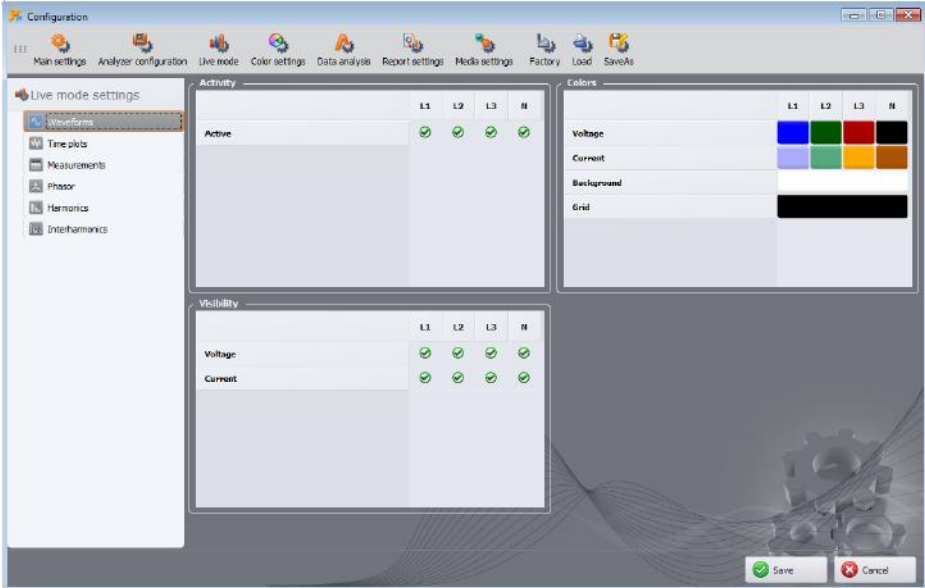 Configuration
Main settings Analyzer configuration Live mode Color settings Data analysis Report settings Media settings Factory Load SaveAs
Live mode settings
Waveforms
Time plots
Measurements
Phasor
Harmonics
Interharmonics
Activity
L1 L2 L3 N
Active
Colors
L1 L2 L3 N
Voltage
Current
Background
Grid
Visibility
L1 L2 L3 N
Voltage
Current
Save Cancel